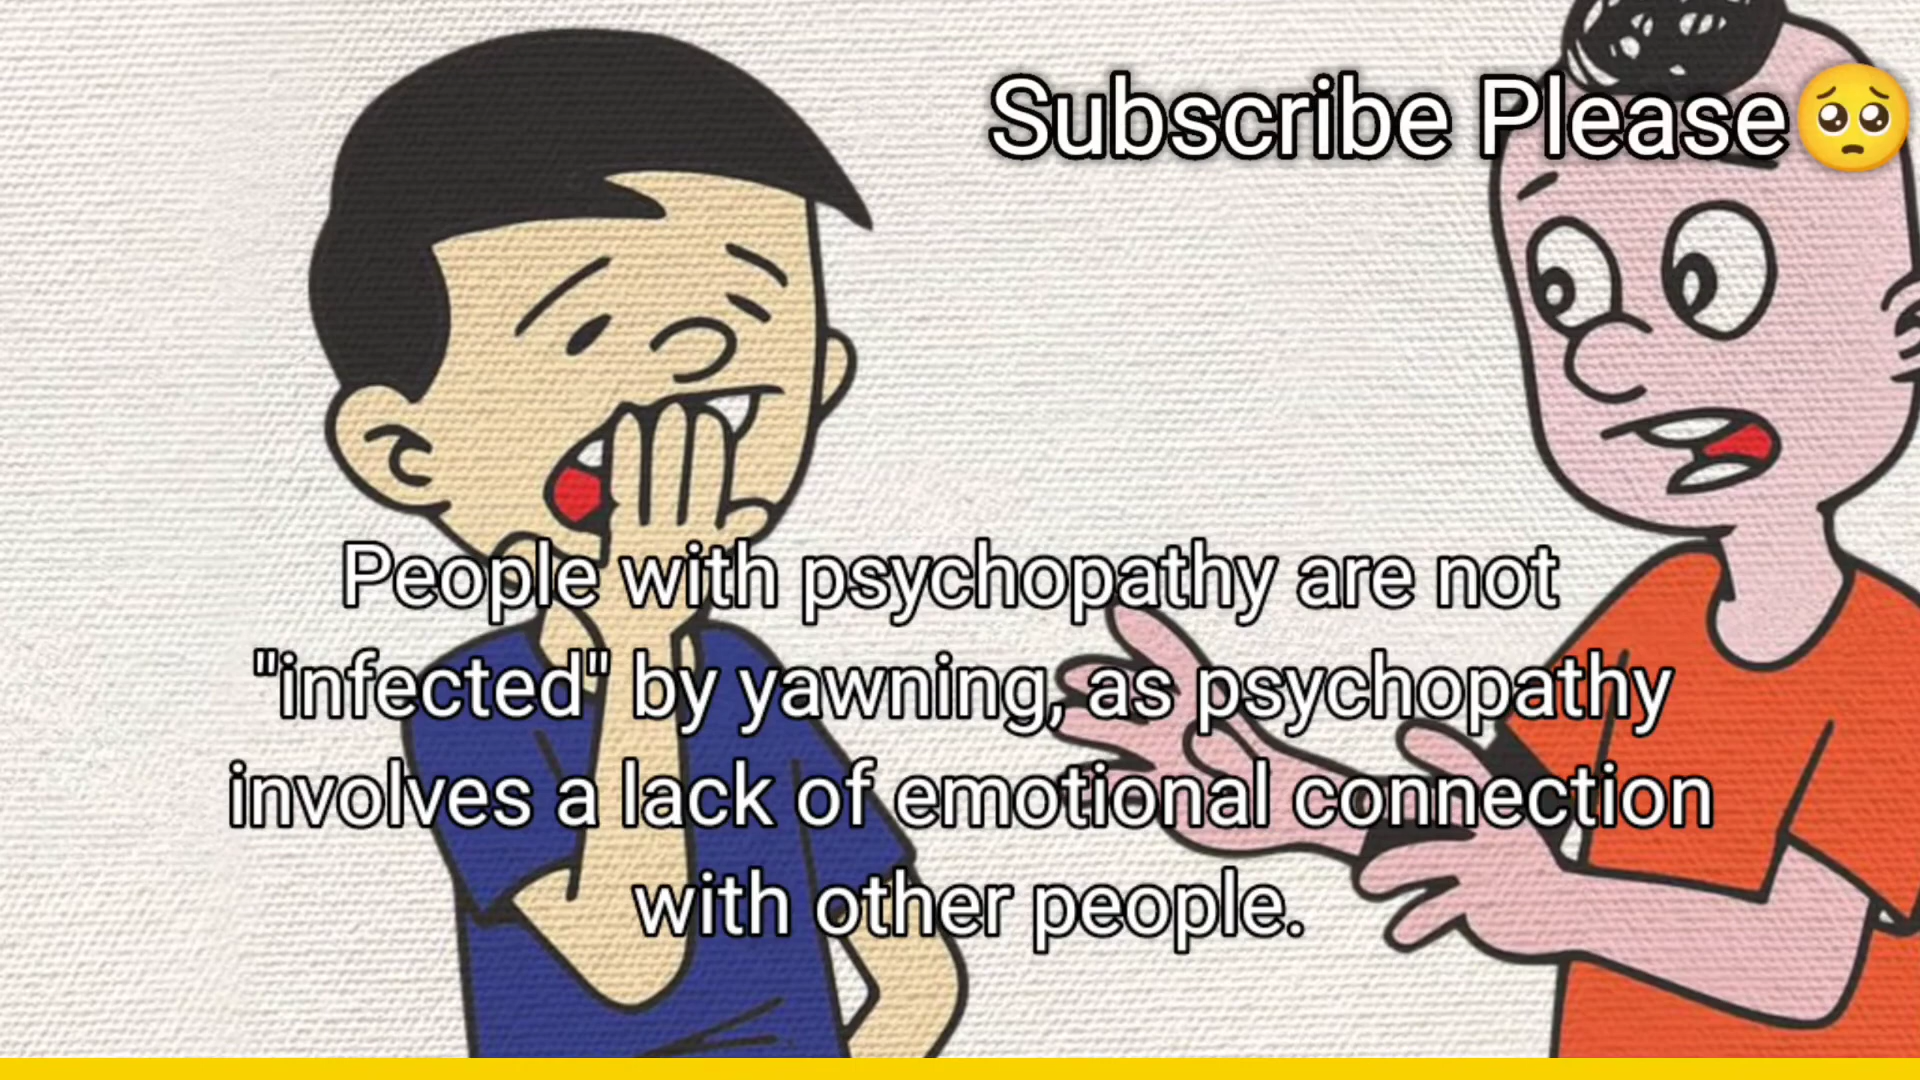 Subscribe Please🥺
People with psychopathy are not
"infected" by yawning, as psychopathy
involves a lack of emotional connection
with other people.